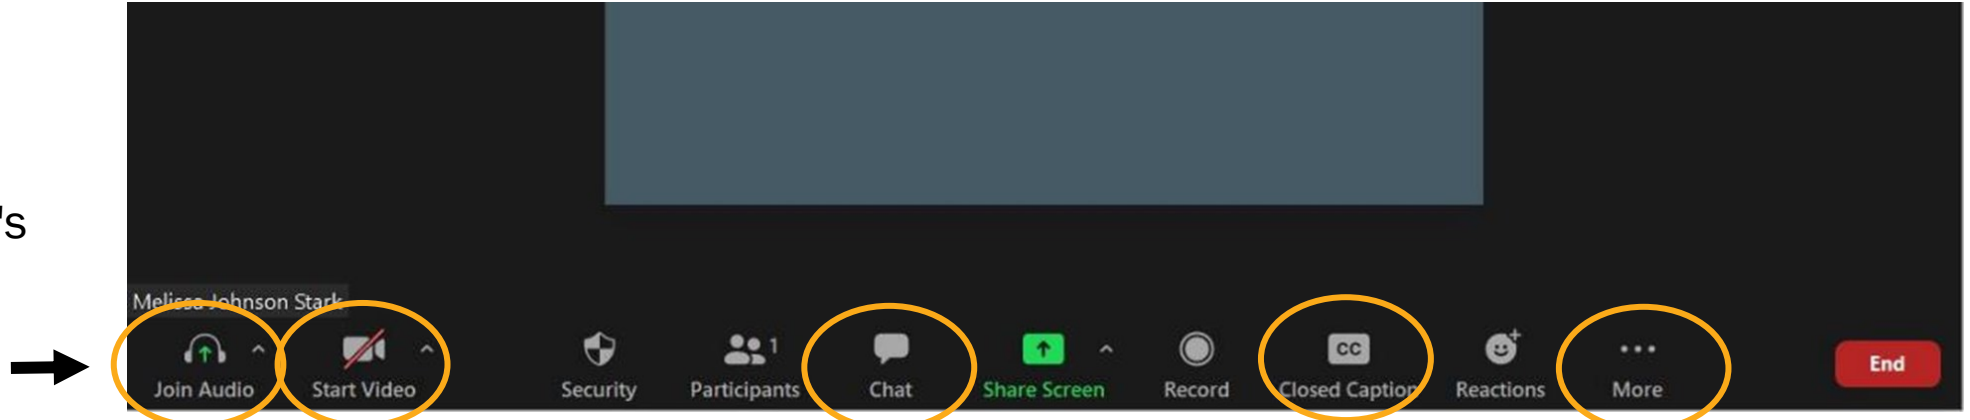 's
Melissa Johnson Stark
1
CC
Join Audio
Start Video
Security
Participants
Chat
Share Screen
Record
Closed Caption
Reactions
More
End